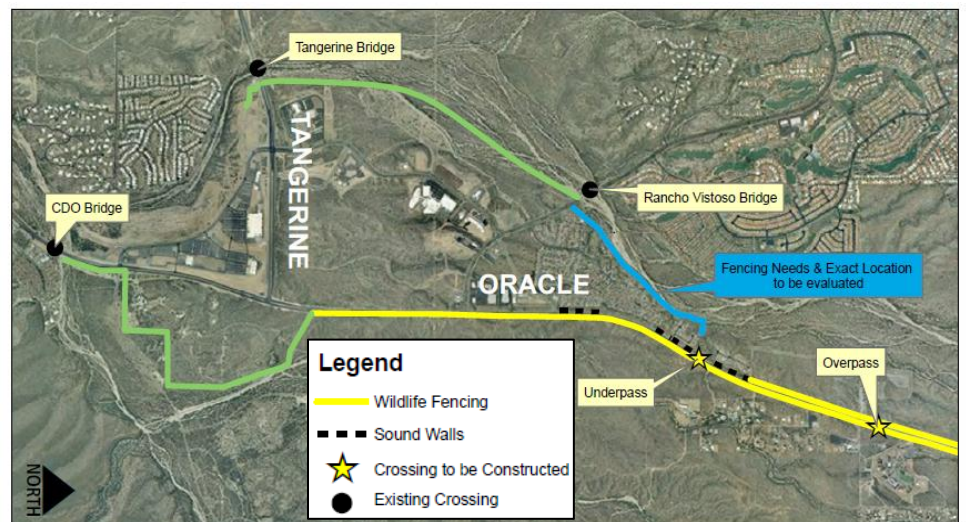 Tangerine Bridge
TANGERINE
CDO Bridge
Rancho Vistoso Bridge
Fencing Needs & Exact Location
to be evaluated
ORACLE
Overpass
Underpass
Legend
Wildlife Fencing
Sound Walls
Crossing to be Constructed
Existing Crossing
NORTH